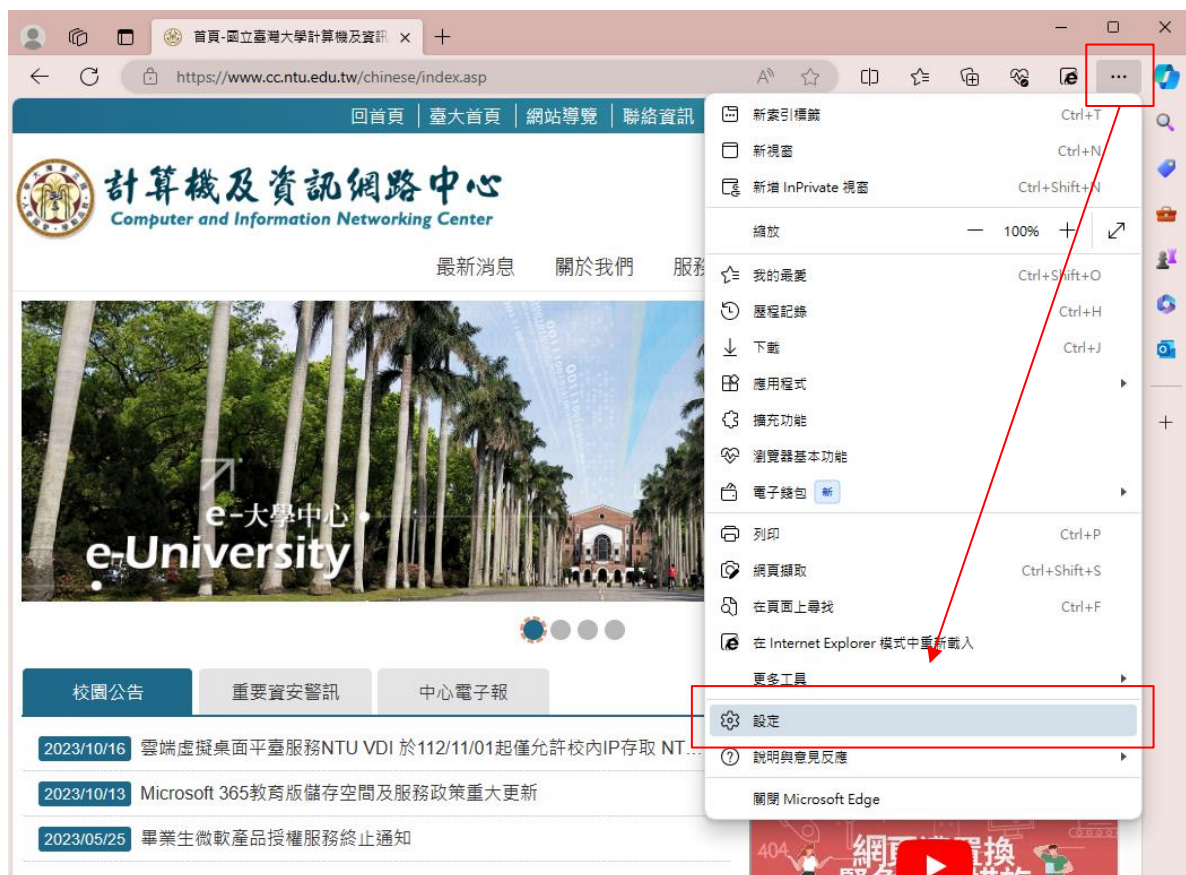 首頁-國立臺灣大學計算機及資訊
https://www.cc.ntu.edu.tw/chinese/index.asp
回首頁 臺大首頁 網站導覽 聯絡資訊
計算機及資訊網路中心
Computer and Information Networking Center
最新消息 關於我們 服務
e-大學中心
e-University
校園公告 重要資安警訊 中心電子報
2023/10/16 雲端虛擬桌面平臺服務NTU VDI 於112/11/01起僅允許校內IP存取 NT...
2023/10/13 Microsoft 365教育版儲存空間及服務政策重大更新
2023/05/25 畢業生微軟產品授權服務終止通知
新索引標籤 Ctrl+T
新視窗 Ctrl+N
新增 InPrivate 視窗 Ctrl+Shift+N
縮放 100%
我的最愛 Ctrl+Shift+O
歷程記錄 Ctrl+H
下載 Ctrl+J
應用程式
擴充功能
瀏覽器基本功能
電子錢包 新
列印 Ctrl+P
網頁擷取 Ctrl+Shift+S
在頁面上尋找 Ctrl+F
在 Internet Explorer 模式中重新載入
更多工具
設定
說明與意見反應
關閉 Microsoft Edge
404
網頁 置換